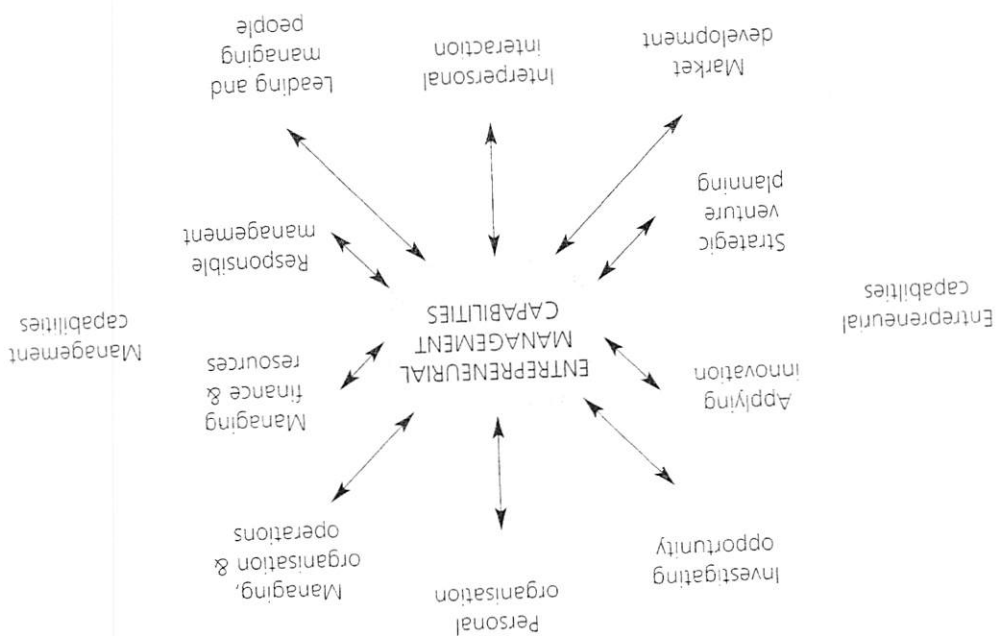 Investigating
opportunity
Personal
organisation
Managing,
organisation &
operations
Applying
innovation
Managing
finance &
resources
Entrepreneurial
capabilities
ENTREPRENEURIAL
MANAGEMENT
CAPABILITIES
Management
capabilities
Strategic
venture
planning
Responsible
management
Market
development
Interpersonal
interaction
Leading and
managing
people